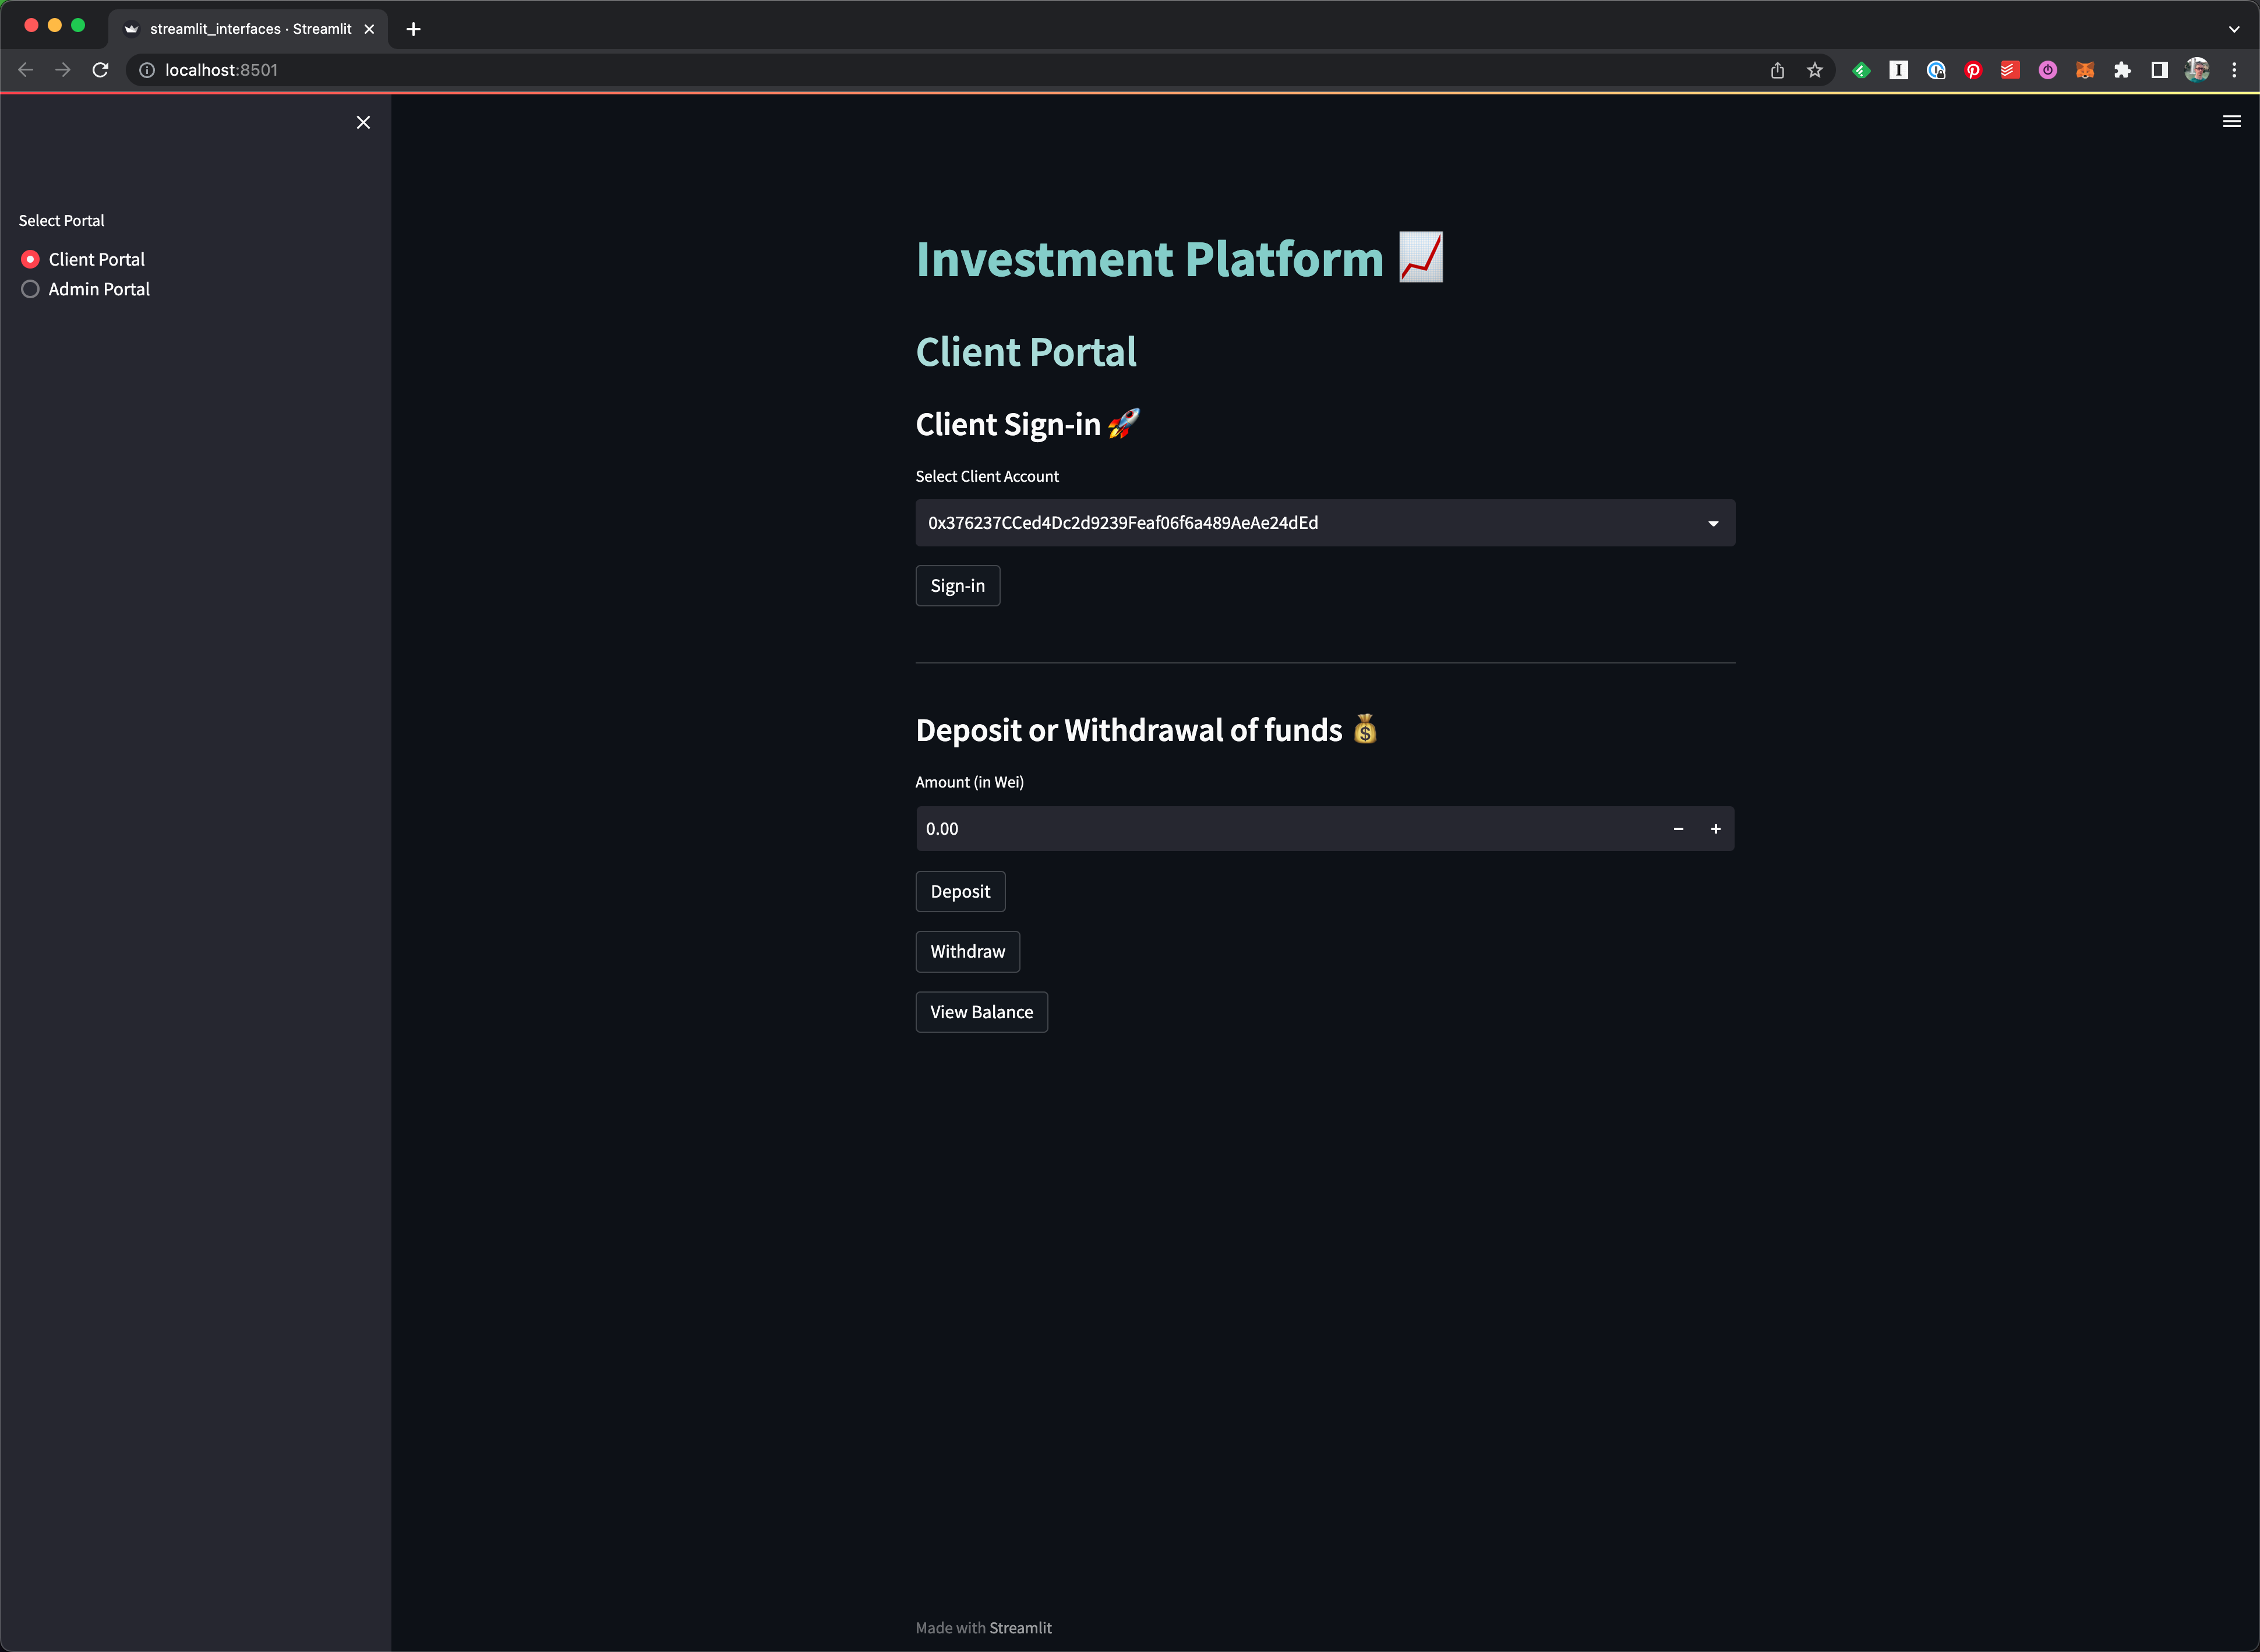 streamlit_interfaces · Streamlit
localhost:8501
Select Portal
Client Portal
Admin Portal
Investment Platform 📈
Client Portal
Client Sign-in 🚀
Select Client Account
0x376237CCed4Dc2d9239Feaf06f6a489AeAe24dEd
Sign-in
Deposit or Withdrawal of funds 💰
Amount (in Wei)
0.00
Deposit
Withdraw
View Balance
Made with Streamlit